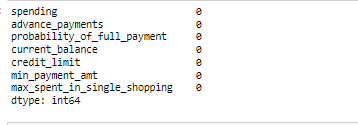 spending 0
advance_payments 0
probability_of_full_payment 0
current_balance 0
credit_limit 0
min_payment_amt 0
max_spent_in_single_shopping 0
dtype: int64